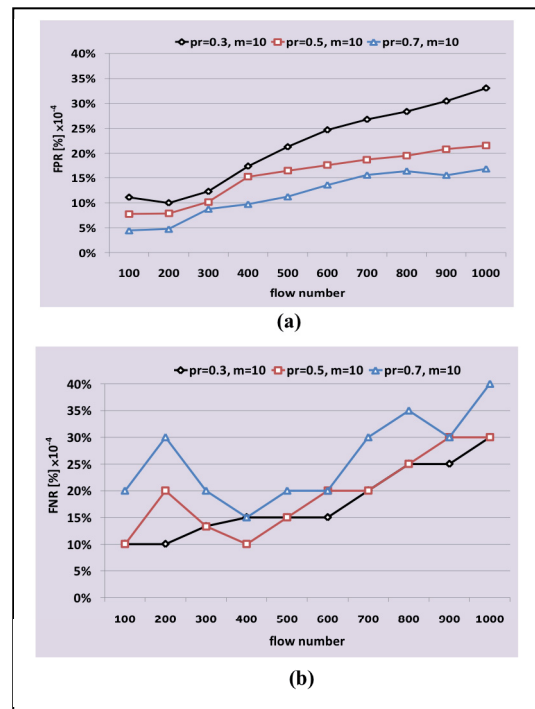 pr=0.3, m=10 pr=0.5, m=10 pr=0.7, m=10
FPR [%] x10-4
40%
35%
30%
25%
20%
15%
10%
5%
0%
100 200 300 400 500 600 700 800 900 1000
flow number
(a)
pr=0.3, m=10 pr=0.5, m=10 pr=0.7, m=10
FNR [%] x10-4
40%
35%
30%
25%
20%
15%
10%
5%
0%
100 200 300 400 500 600 700 800 900 1000
flow number
(b)